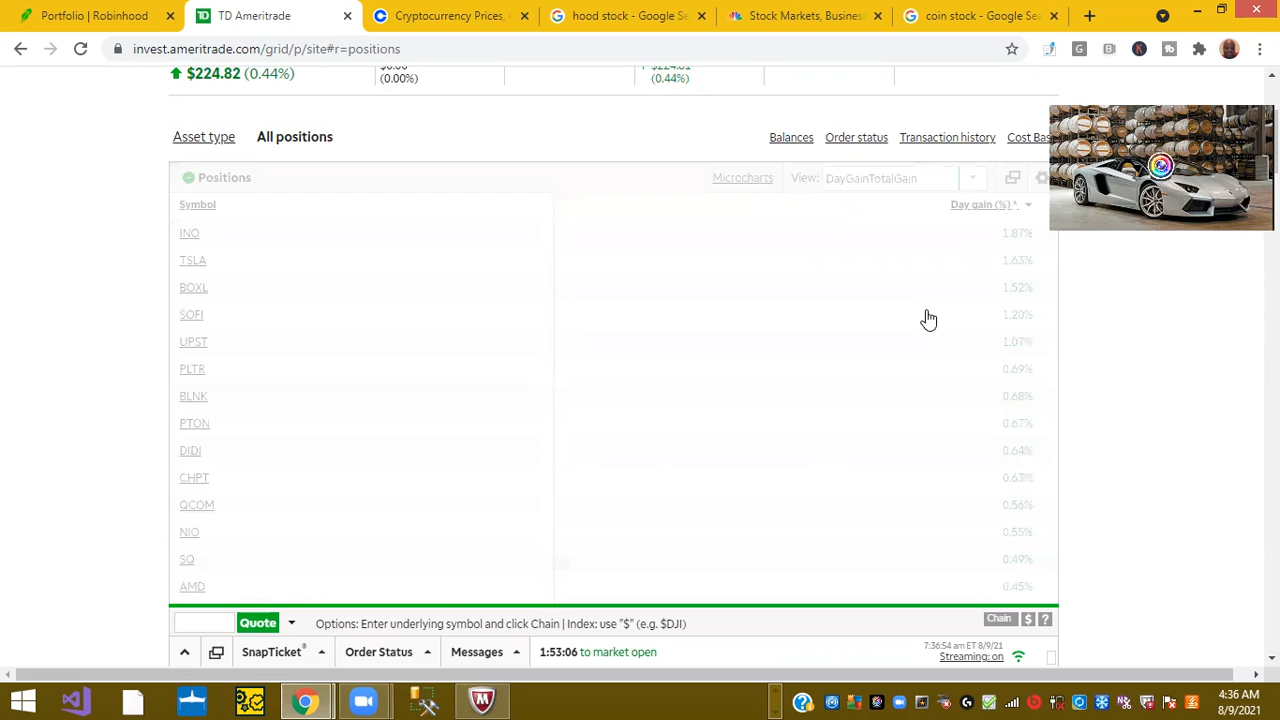 Portfolio | Robinhood
TD Ameritrade
Cryptocurrency Prices,
hood stock - Google Se
Stock Markets, Busines
coin stock - Google Sea
invest.ameritrade.com/grid/p/site#r=positions
$224.82 (0.44%)
(0.00%)
(0.44%)
Asset type
All positions
Balances
Order status
Transaction history
Cost Bas
Positions
Microcharts
View:
DayGainTotalGain
Symbol
Day gain (%) *
INO 1.87%
TSLA 1.63%
BOXL 1.52%
SOFI 1.20%
UPST 1.07%
PLTR 0.69%
BLNK 0.68%
PTON 0.67%
DIDI 0.64%
CHPT 0.63%
QCOM 0.56%
NIO 0.55%
SQ 0.49%
AMD 0.45%
Quote
Options: Enter underlying symbol and click Chain | Index: use "$" (e.g. $DJI)
Chain $ ?
SnapTicket®
Order Status
Messages
1:53:06 to market open
7:36:54 am ET 8/9/21
Streaming: on
4:36 AM
8/9/2021